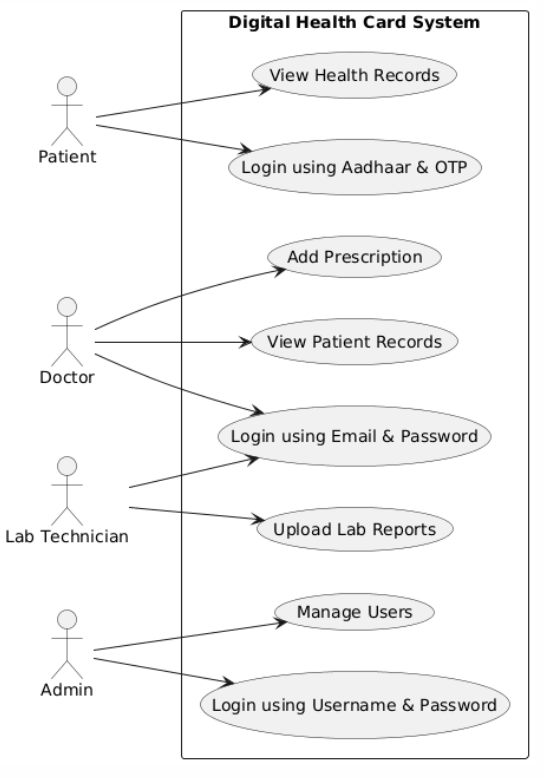 Digital Health Card System
View Health Records
Patient
Login using Aadhaar & OTP
Add Prescription
View Patient Records
Doctor
Login using Email & Password
Lab Technician
Upload Lab Reports
Manage Users
Admin
Login using Username & Password